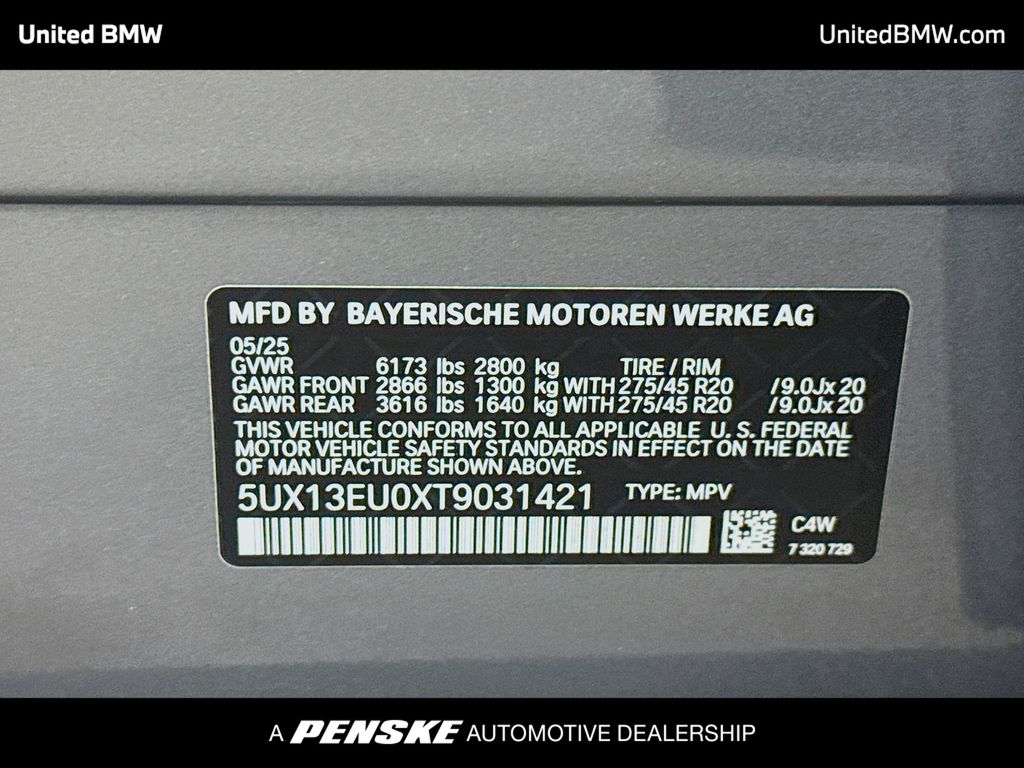 United BMW
UnitedBMW.com
MFD BY BAYERISCHE MOTOREN WERKE AG
05/25
GVWR 6173 lbs 2800 kg TIRE / RIM
GAWR FRONT 2866 lbs 1300 kg WITH 275/45 R20 /9.0Jx 20
GAWR REAR 3616 lbs 1640 kg WITH 275/45 R20 /9.0Jx 20
THIS VEHICLE CONFORMS TO ALL APPLICABLE U. S. FEDERAL
MOTOR VEHICLE SAFETY STANDARDS IN EFFECT ON THE DATE
OF MANUFACTURE SHOWN ABOVE.
5UX13EU0XT9031421 TYPE: MPV
C4W
7 320 729
A PENSKE AUTOMOTIVE DEALERSHIP